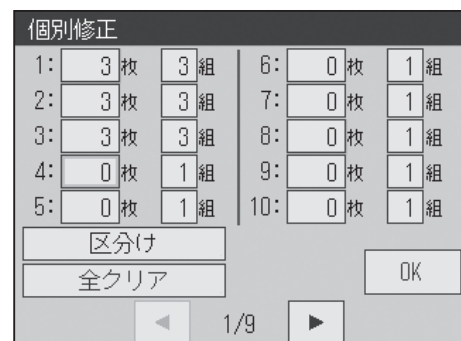 個別修正
1: 3 枚 3 組 6: 0 枚 1 組
2: 3 枚 3 組 7: 0 枚 1 組
3: 3 枚 3 組 8: 0 枚 1 組
4: 0 枚 1 組 9: 0 枚 1 組
5: 0 枚 1 組 10: 0 枚 1 組
区分け
全クリア
OK
◀ 1/9 ▶